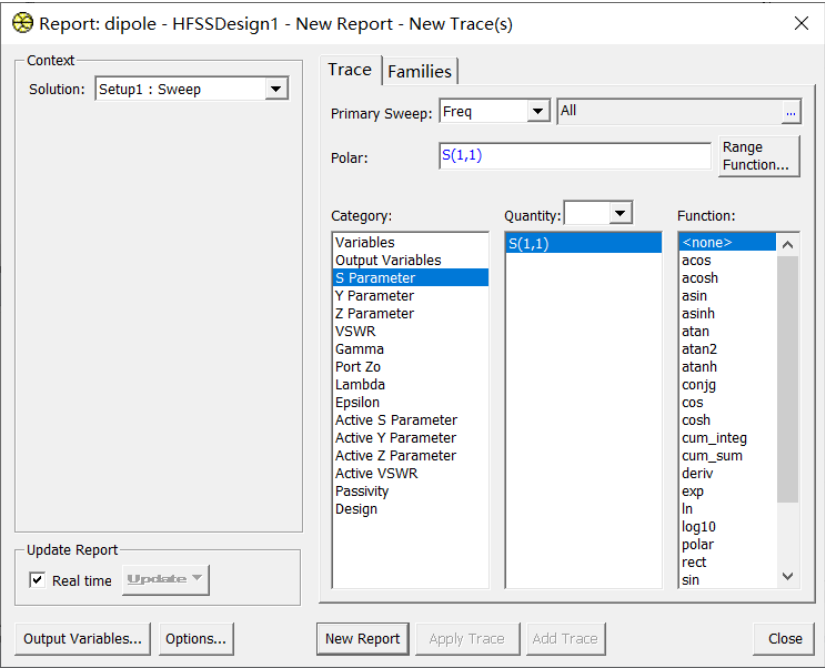 Report: dipole - HFSSDesign1 - New Report - New Trace(s)
Context
Solution: Setup1 : Sweep
Update Report
Real time Update
Output Variables... Options...
Trace Families
Primary Sweep: Freq All ...
Polar: S(1,1) Range
Function...
Category:
Variables
Output Variables
S Parameter
Y Parameter
Z Parameter
VSWR
Gamma
Port Zo
Lambda
Epsilon
Active S Parameter
Active Y Parameter
Active Z Parameter
Active VSWR
Passivity
Design
Quantity:
S(1,1)
Function:
<none>
acos
acosh
asin
asinh
atan
atan2
atanh
conjg
cos
cosh
cum_integ
cum_sum
deriv
exp
ln
log10
polar
rect
sin
New Report Apply Trace Add Trace Close